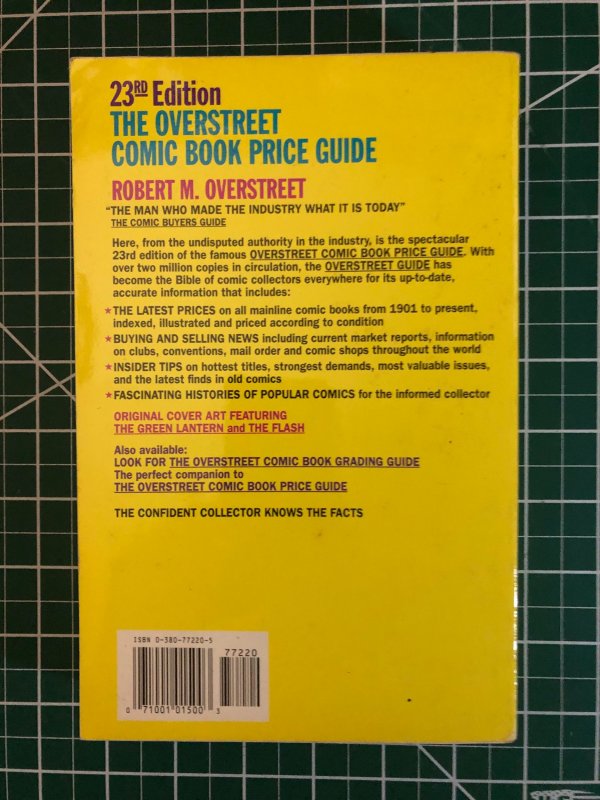 23RD Edition
THE OVERSTREET
COMIC BOOK PRICE GUIDE
ROBERT M. OVERSTREET
"THE MAN WHO MADE THE INDUSTRY WHAT IT IS TODAY"
THE COMIC BUYERS GUIDE
Here, from the undisputed authority in the industry, is the spectacular
23rd edition of the famous OVERSTREET COMIC BOOK PRICE GUIDE. With
over two million copies in circulation, the OVERSTREET GUIDE has
become the Bible of comic collectors everywhere for its up-to-date,
accurate information that includes:
★THE LATEST PRICES on all mainline comic books from 1901 to present,
indexed, illustrated and priced according to condition
★BUYING AND SELLING NEWS including current market reports, information
on clubs, conventions, mail order and comic shops throughout the world
★INSIDER TIPS on hottest titles, strongest demands, most valuable issues,
and the latest finds in old comics
★FASCINATING HISTORIES OF POPULAR COMICS for the informed collector
ORIGINAL COVER ART FEATURING
THE GREEN LANTERN and THE FLASH
Also available:
LOOK FOR THE OVERSTREET COMIC BOOK GRADING GUIDE
The perfect companion to
THE OVERSTREET COMIC BOOK PRICE GUIDE
THE CONFIDENT COLLECTOR KNOWS THE FACTS
ISBN 0-380-77220-5
77220
0 71001 01500 3